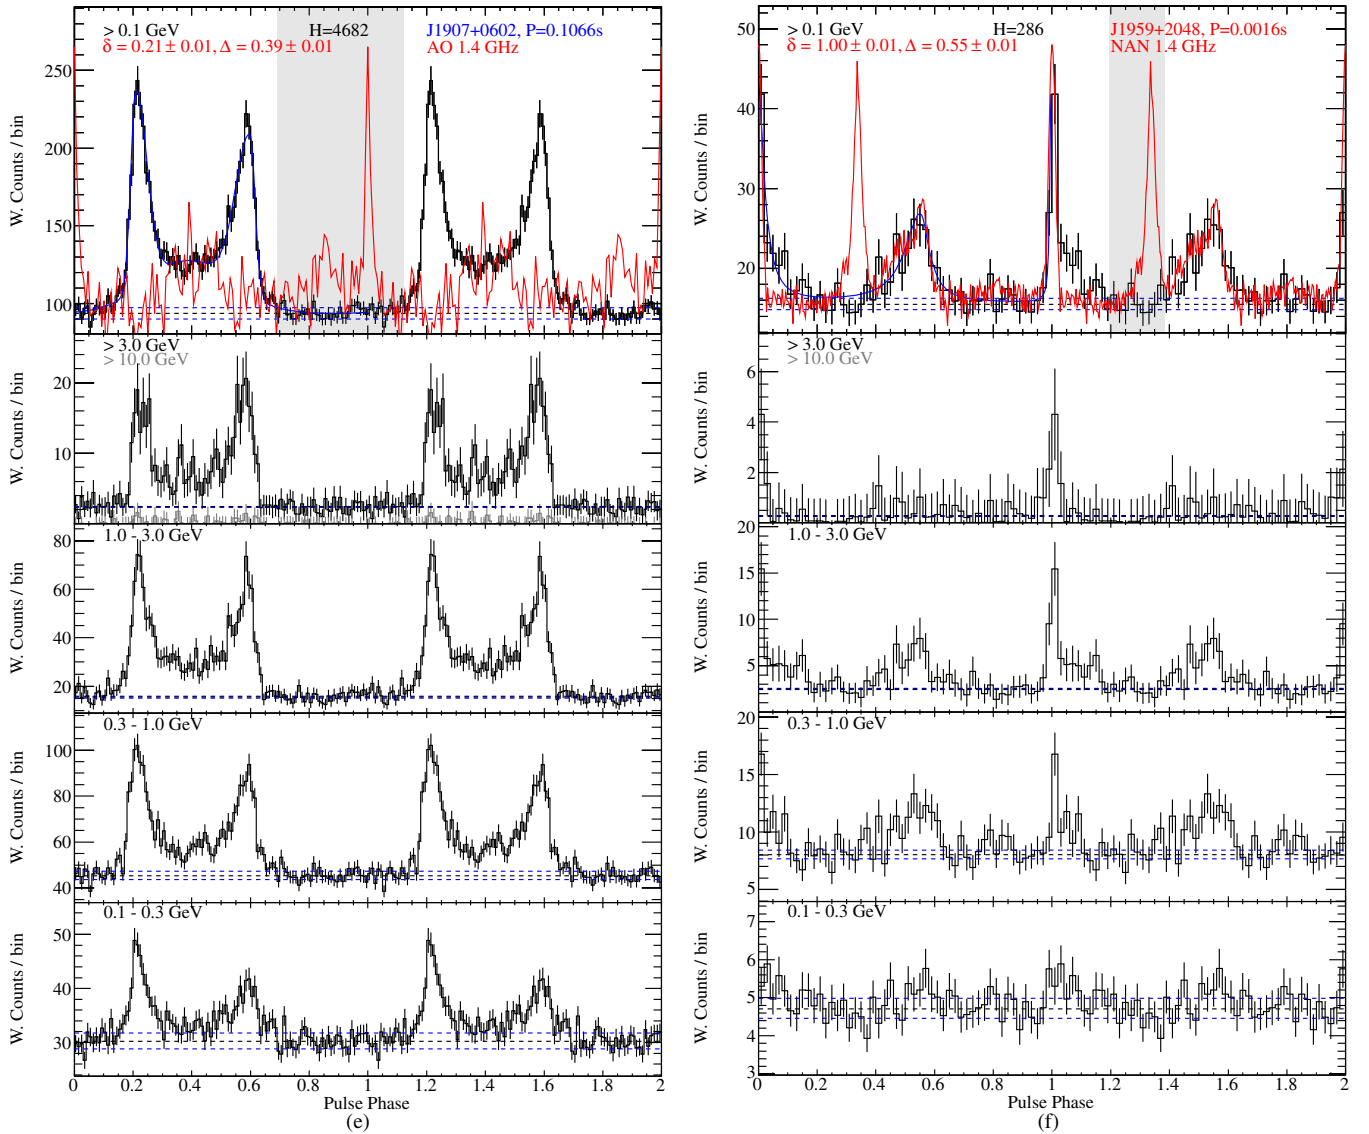 > 0.1 GeV H=4682 J1907+0602, P=0.1066s
δ = 0.21 ± 0.01, Δ = 0.39 ± 0.01 AO 1.4 GHz
250
200
150
100
W. Counts / bin
> 3.0 GeV
> 10.0 GeV
20
10
W. Counts / bin
1.0 - 3.0 GeV
80
60
40
20
W. Counts / bin
0.3 - 1.0 GeV
100
80
60
40
W. Counts / bin
0.1 - 0.3 GeV
50
40
30
W. Counts / bin
0 0.2 0.4 0.6 0.8 1 1.2 1.4 1.6 1.8 2
Pulse Phase
(e)
> 0.1 GeV H=286 J1959+2048, P=0.0016s
δ = 1.00 ± 0.01, Δ = 0.55 ± 0.01 NAN 1.4 GHz
50
40
30
20
W. Counts / bin
> 3.0 GeV
> 10.0 GeV
6
4
2
W. Counts / bin
20
1.0 - 3.0 GeV
15
10
5
W. Counts / bin
20
0.3 - 1.0 GeV
15
10
5
W. Counts / bin
0.1 - 0.3 GeV
7
6
5
4
3
W. Counts / bin
0 0.2 0.4 0.6 0.8 1 1.2 1.4 1.6 1.8 2
Pulse Phase
(f)